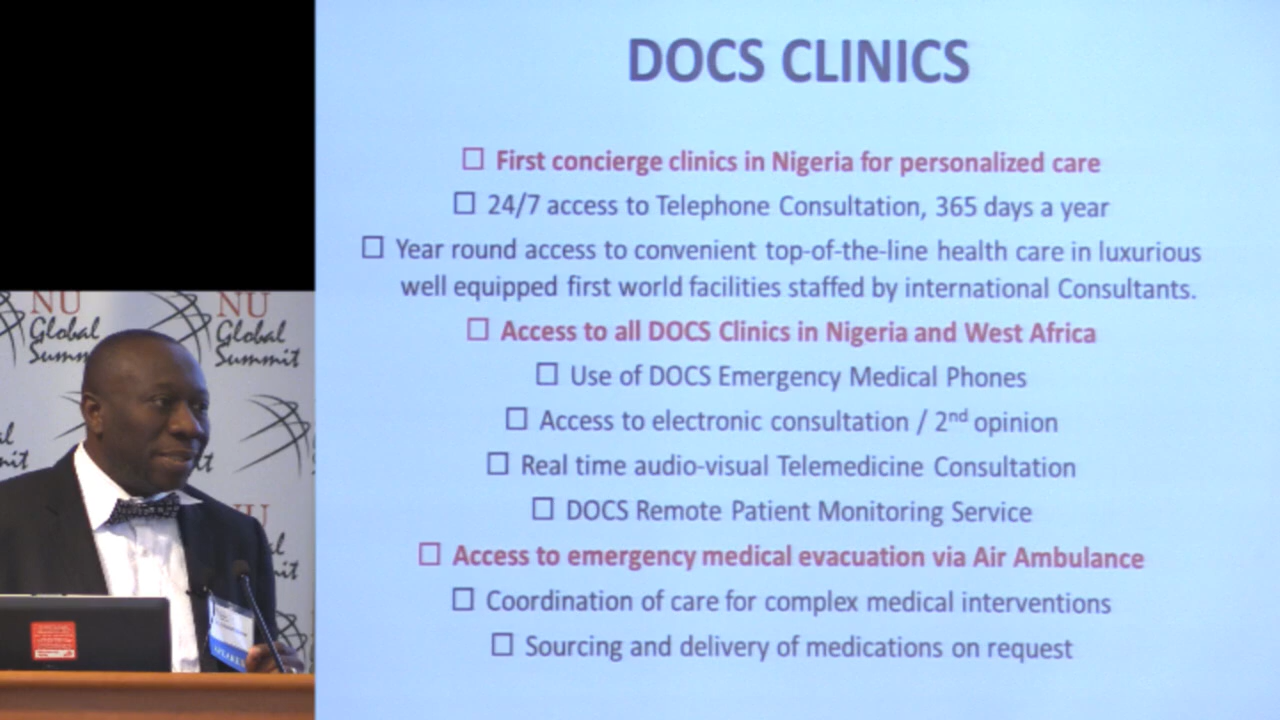 DOCS CLINICS
☐ First concierge clinics in Nigeria for personalized care
☐ 24/7 access to Telephone Consultation, 365 days a year
☐ Year round access to convenient top-of-the-line health care in luxurious
well equipped first world facilities staffed by international Consultants.
☐ Access to all DOCS Clinics in Nigeria and West Africa
☐ Use of DOCS Emergency Medical Phones
☐ Access to electronic consultation / 2nd opinion
☐ Real time audio-visual Telemedicine Consultation
☐ DOCS Remote Patient Monitoring Service
☐ Access to emergency medical evacuation via Air Ambulance
☐ Coordination of care for complex medical interventions
☐ Sourcing and delivery of medications on request
NU
Global
Summ
NU
Global
Summit